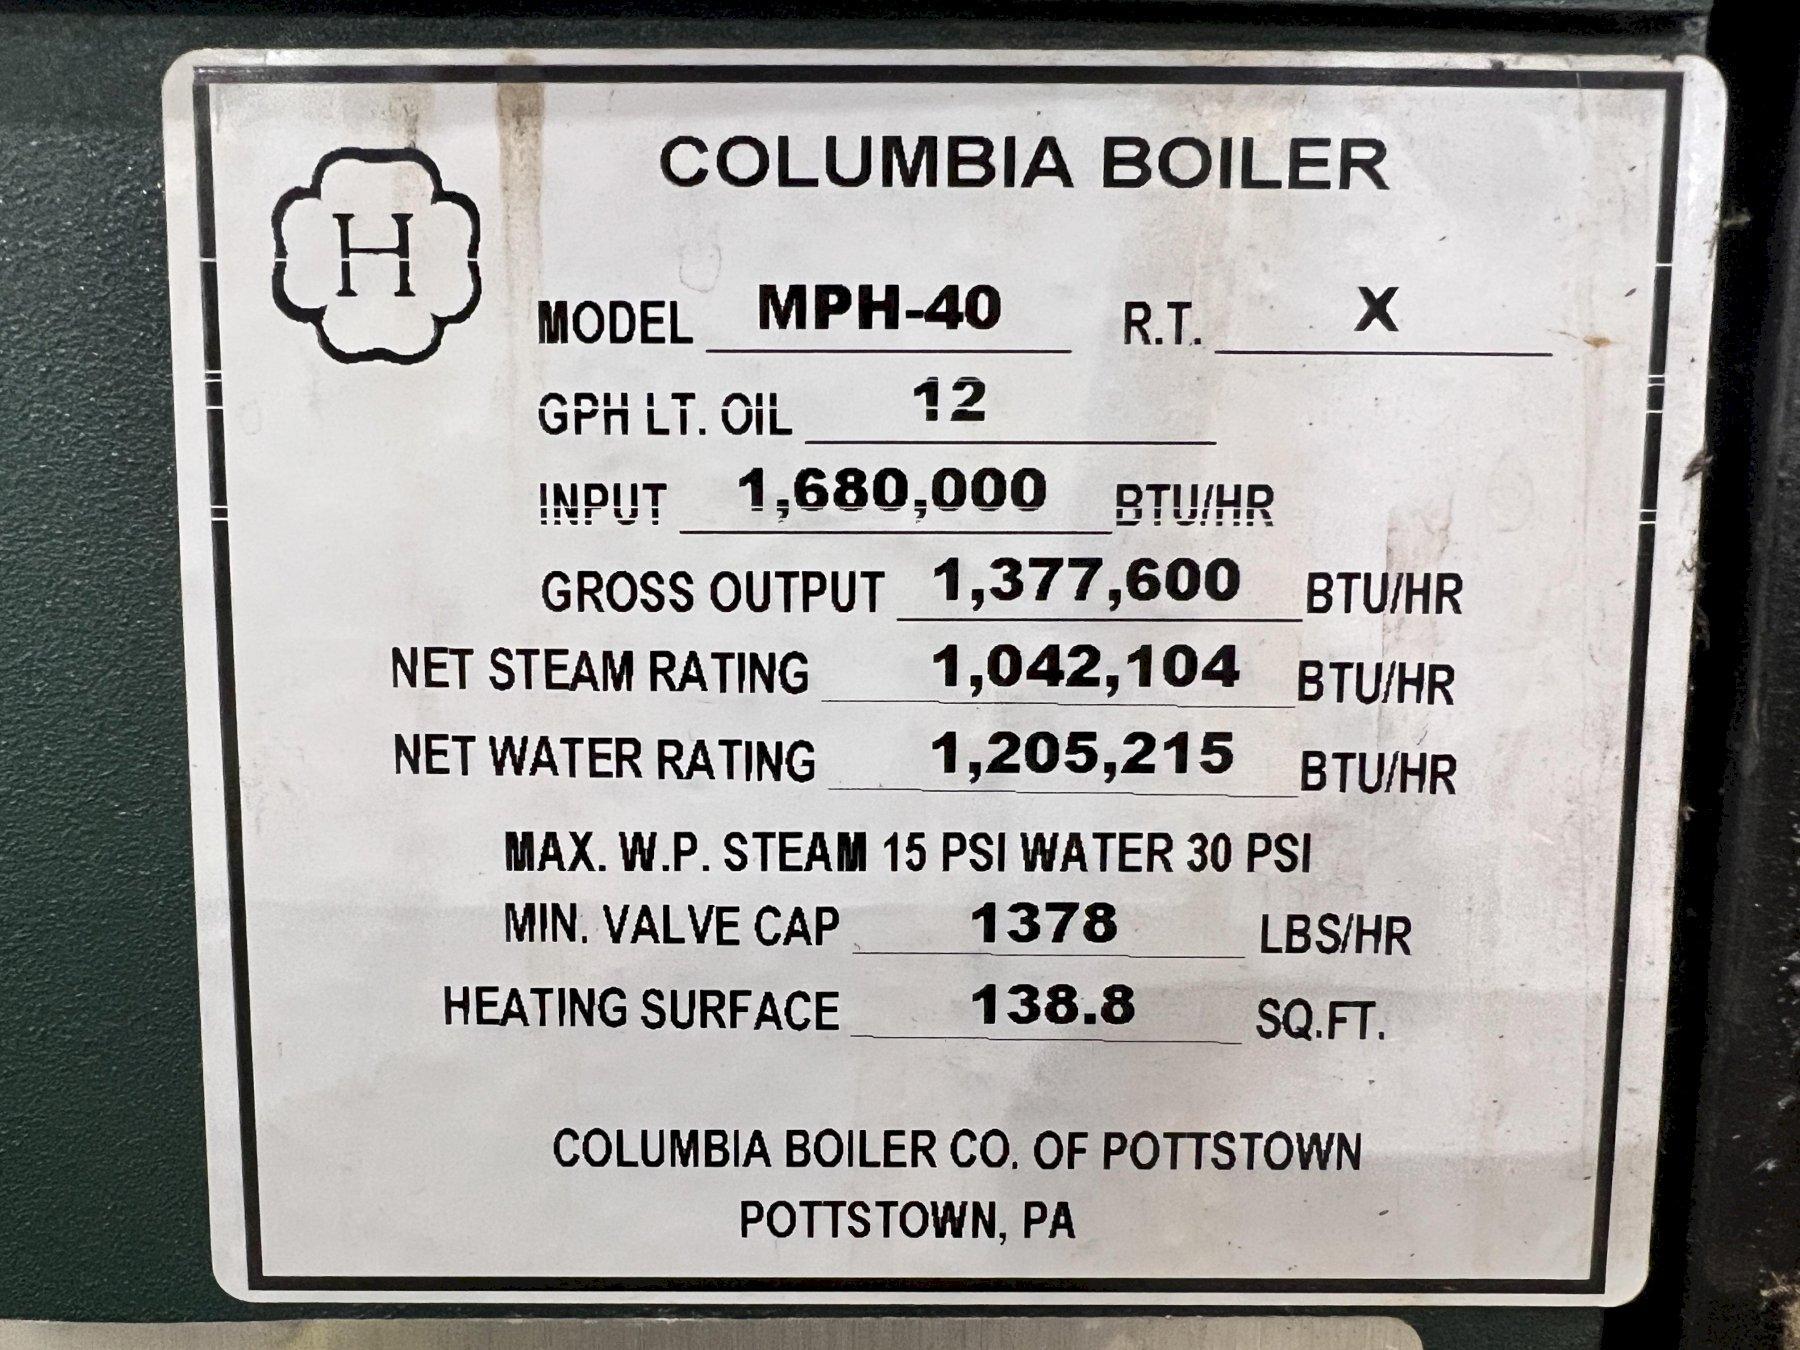 COLUMBIA BOILER
H
MODEL MPH-40 R.T. X
GPH LT. OIL 12
INPUT 1,680,000 BTU/HR
GROSS OUTPUT 1,377,600 BTU/HR
NET STEAM RATING 1,042,104 BTU/HR
NET WATER RATING 1,205,215 BTU/HR
MAX. W.P. STEAM 15 PSI WATER 30 PSI
MIN. VALVE CAP 1378 LBS/HR
HEATING SURFACE 138.8 SQ.FT.
COLUMBIA BOILER CO. OF POTTSTOWN
POTTSTOWN, PA